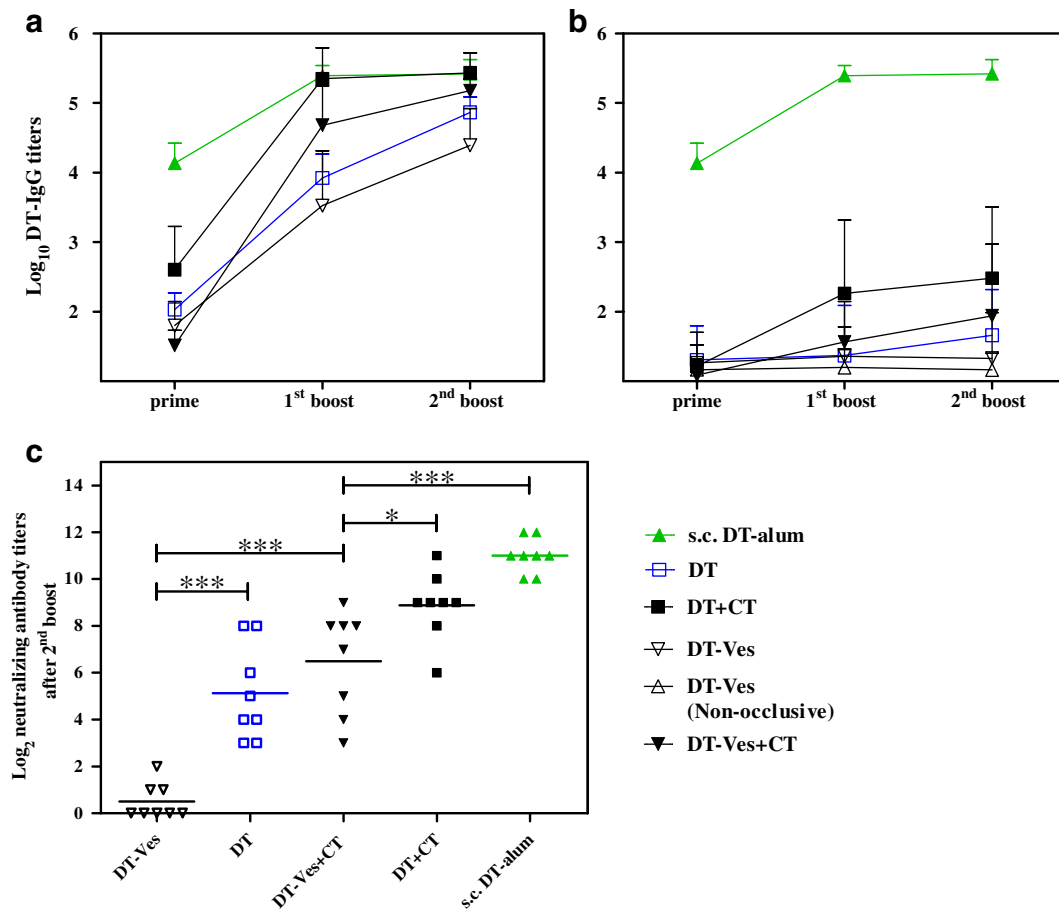 a
b
6
5
4
3
2
Log₁₀ DT-IgG titers
prime
1st boost
2nd boost
6
5
4
3
2
prime
1st boost
2nd boost
c
14
12
10
8
6
4
2
0
Log₂ neutralizing antibody titers
after 2nd boost
***
***
*
***
DT-Ves
DT
DT-Ves+CT
DT+CT
s.c. DT-alum
s.c. DT-alum
DT
DT+CT
DT-Ves
DT-Ves
(Non-occlusive)
DT-Ves+CT